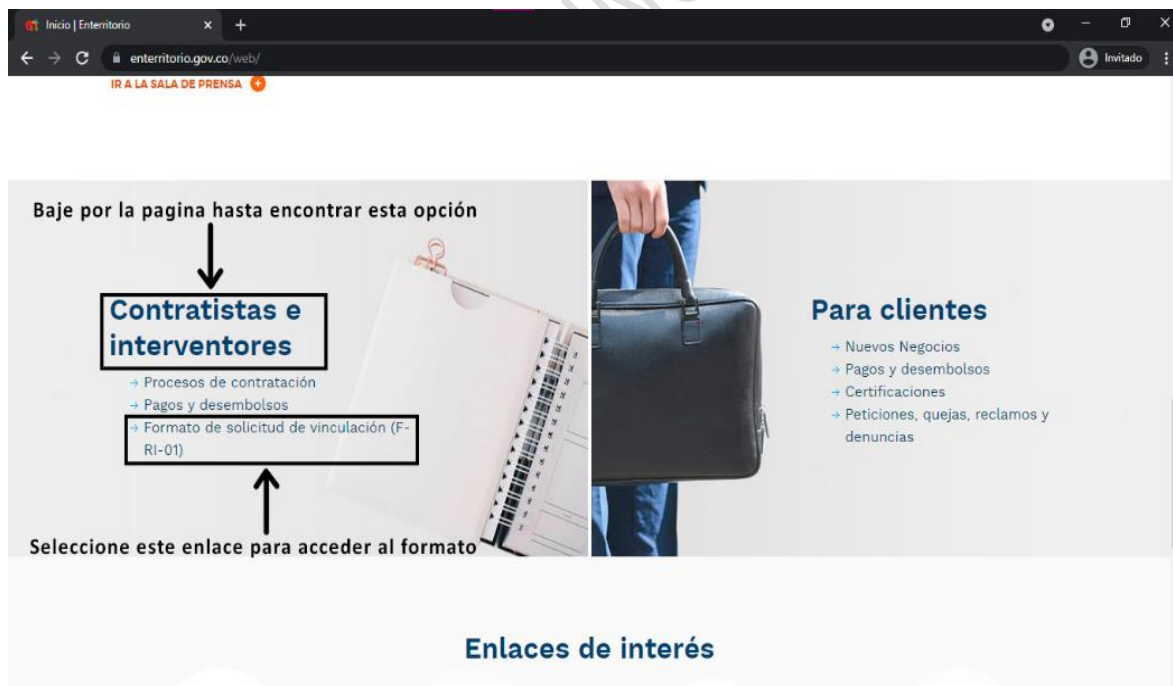 Inicio | Enterritorio
Invitado
enterritorio.gov.co/web/
IR A LA SALA DE PRENSA
Baje por la pagina hasta encontrar esta opción
Contratistas e
interventores
Procesos de contratación
Pagos y desembolsos
Formato de solicitud de vinculación (F-
RI-01)
Seleccione este enlace para acceder al formato
Para clientes
Nuevos Negocios
Pagos y desembolsos
Certificaciones
Peticiones, quejas, reclamos y
denuncias
Enlaces de interés